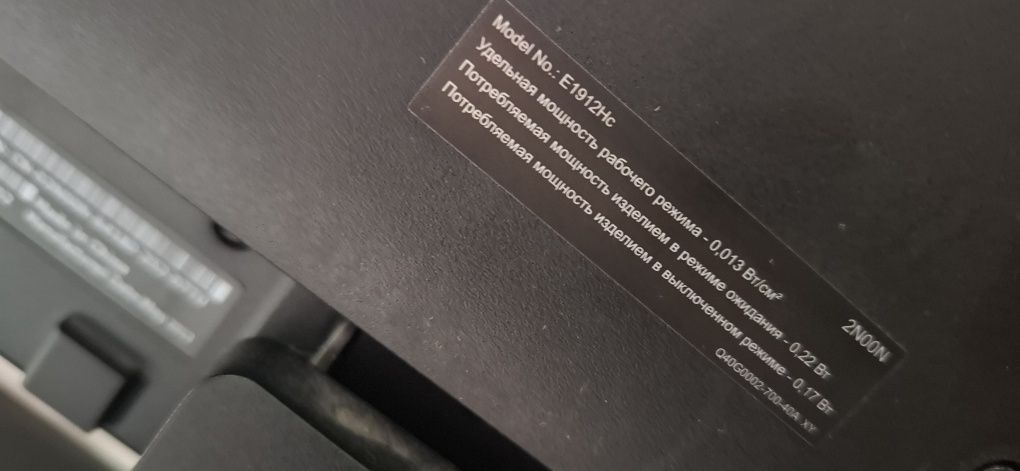 Model No.: E1912Hc
Удельная мощность рабочего режима - 0,013 Вт/см²
Потребляемая мощность изделием в режиме ожидания - 0,22 Вт
Потребляемая мощность изделием в выключенном режиме - 0,17 Вт
2N00N
Q40G0002-700-40A XY